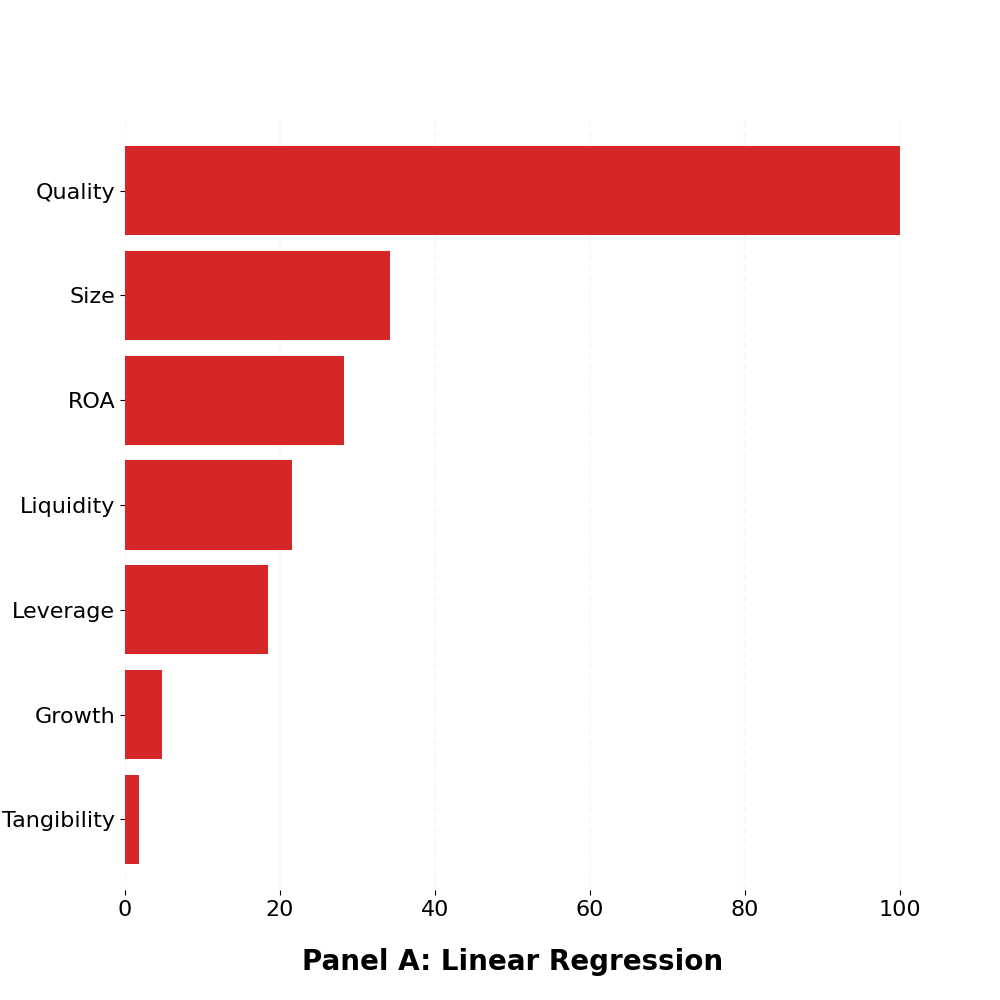 Quality
Size
ROA
Liquidity
Leverage
Growth
Tangibility
0 20 40 60 80 100
Panel A: Linear Regression